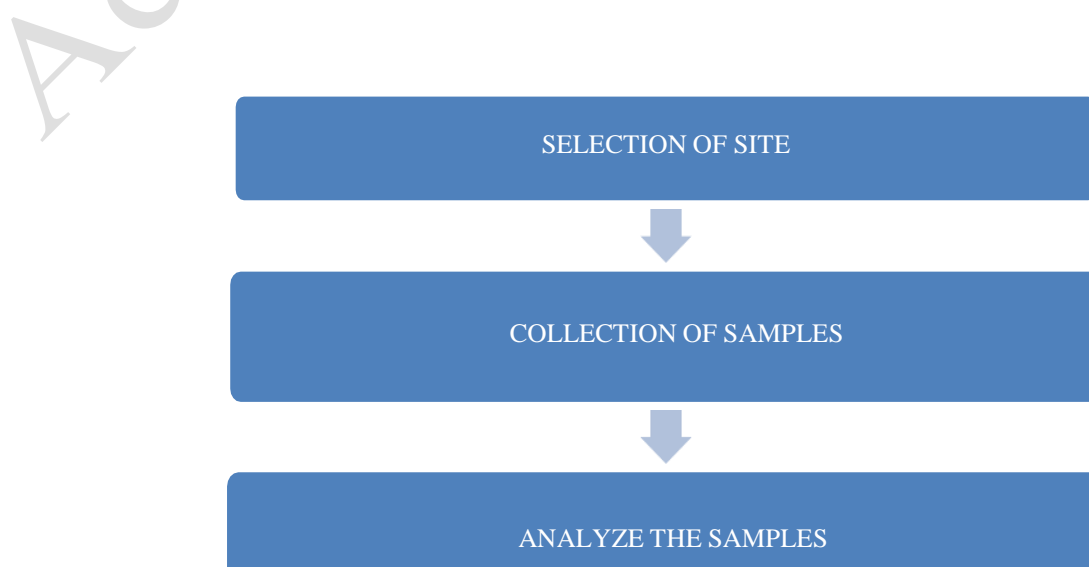 SELECTION OF SITE
COLLECTION OF SAMPLES
ANALYZE THE SAMPLES